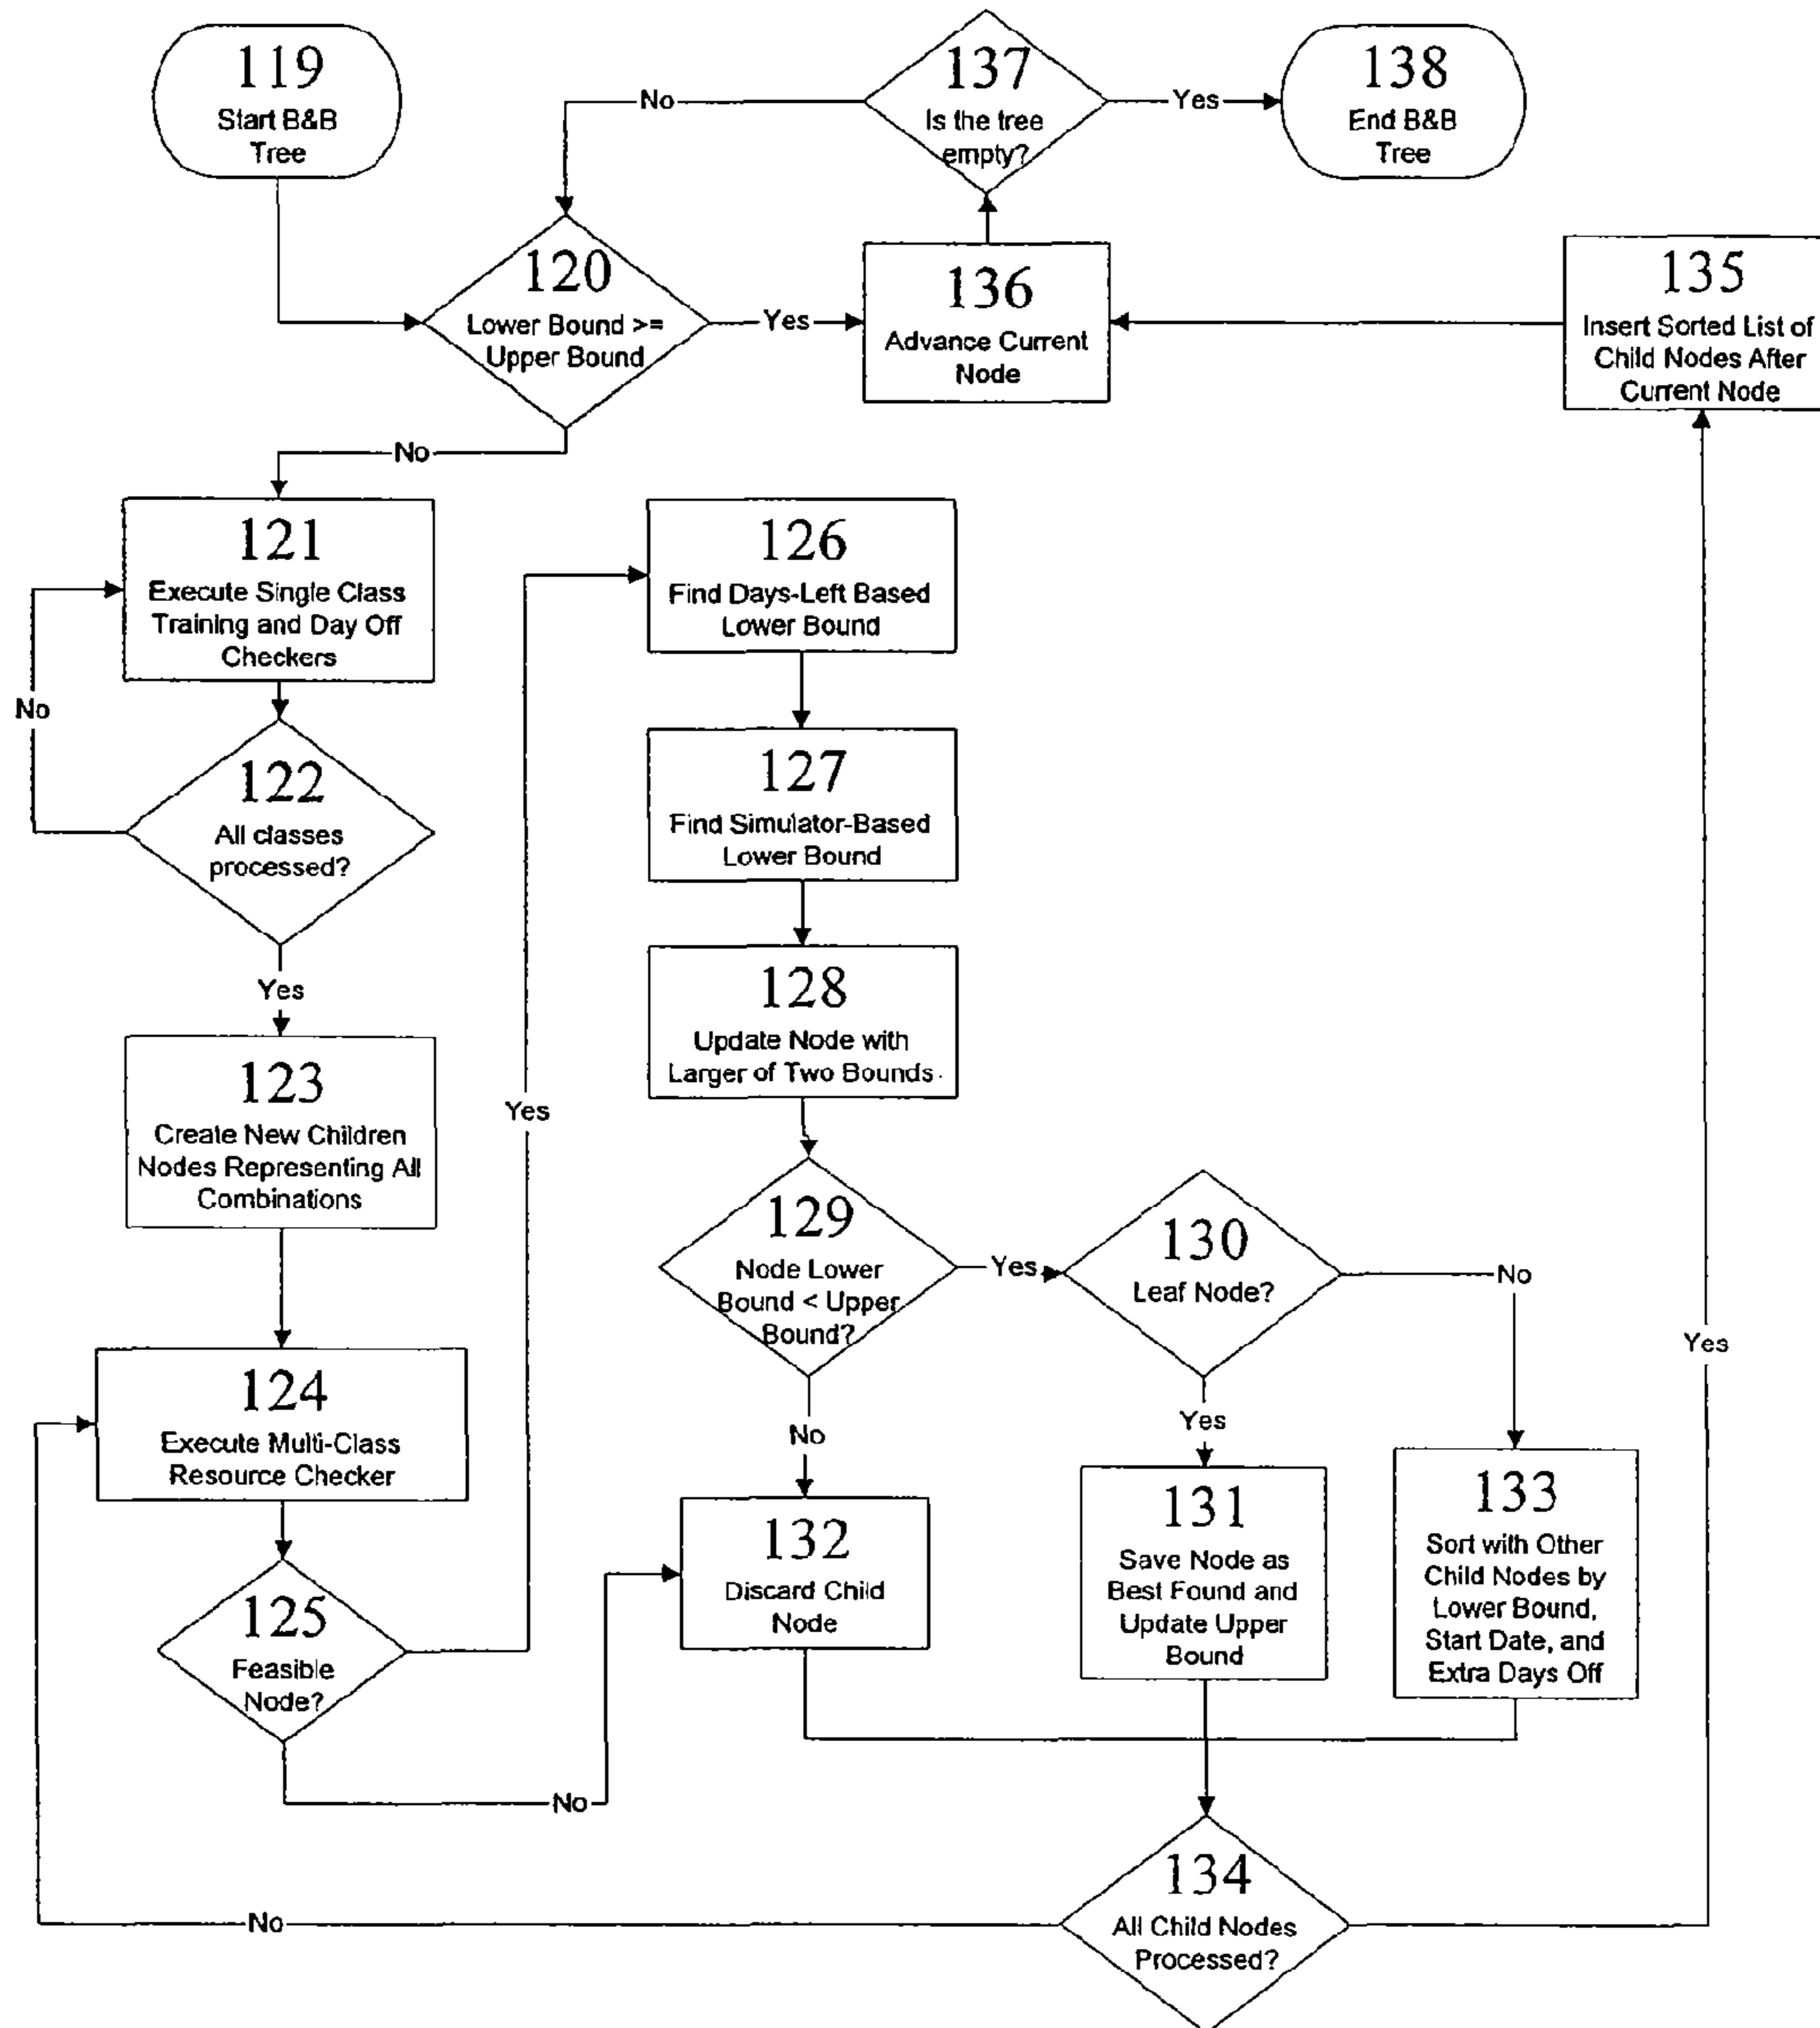 119
Start B&B
Tree
No
137
Is the tree
empty?
Yes
138
End B&B
Tree
120
Lower Bound >=
Upper Bound
Yes
136
Advance Current
Node
135
Insert Sorted List of
Child Nodes After
Current Node
No
121
Execute Single Class
Training and Day Off
Checkers
No
122
All classes
processed?
Yes
123
Create New Children
Nodes Representing All
Combinations
124
Execute Multi-Class
Resource Checker
125
Feasible
Node?
Yes
No
126
Find Days-Left Based
Lower Bound
127
Find Simulator-Based
Lower Bound
128
Update Node with
Larger of Two Bounds
129
Node Lower
Bound < Upper
Bound?
Yes
No
130
Leaf Node?
No
Yes
132
Discard Child
Node
131
Save Node as
Best Found and
Update Upper
Bound
133
Sort with Other
Child Nodes by
Lower Bound,
Start Date, and
Extra Days Off
134
All Child Nodes
Processed?
No
Yes